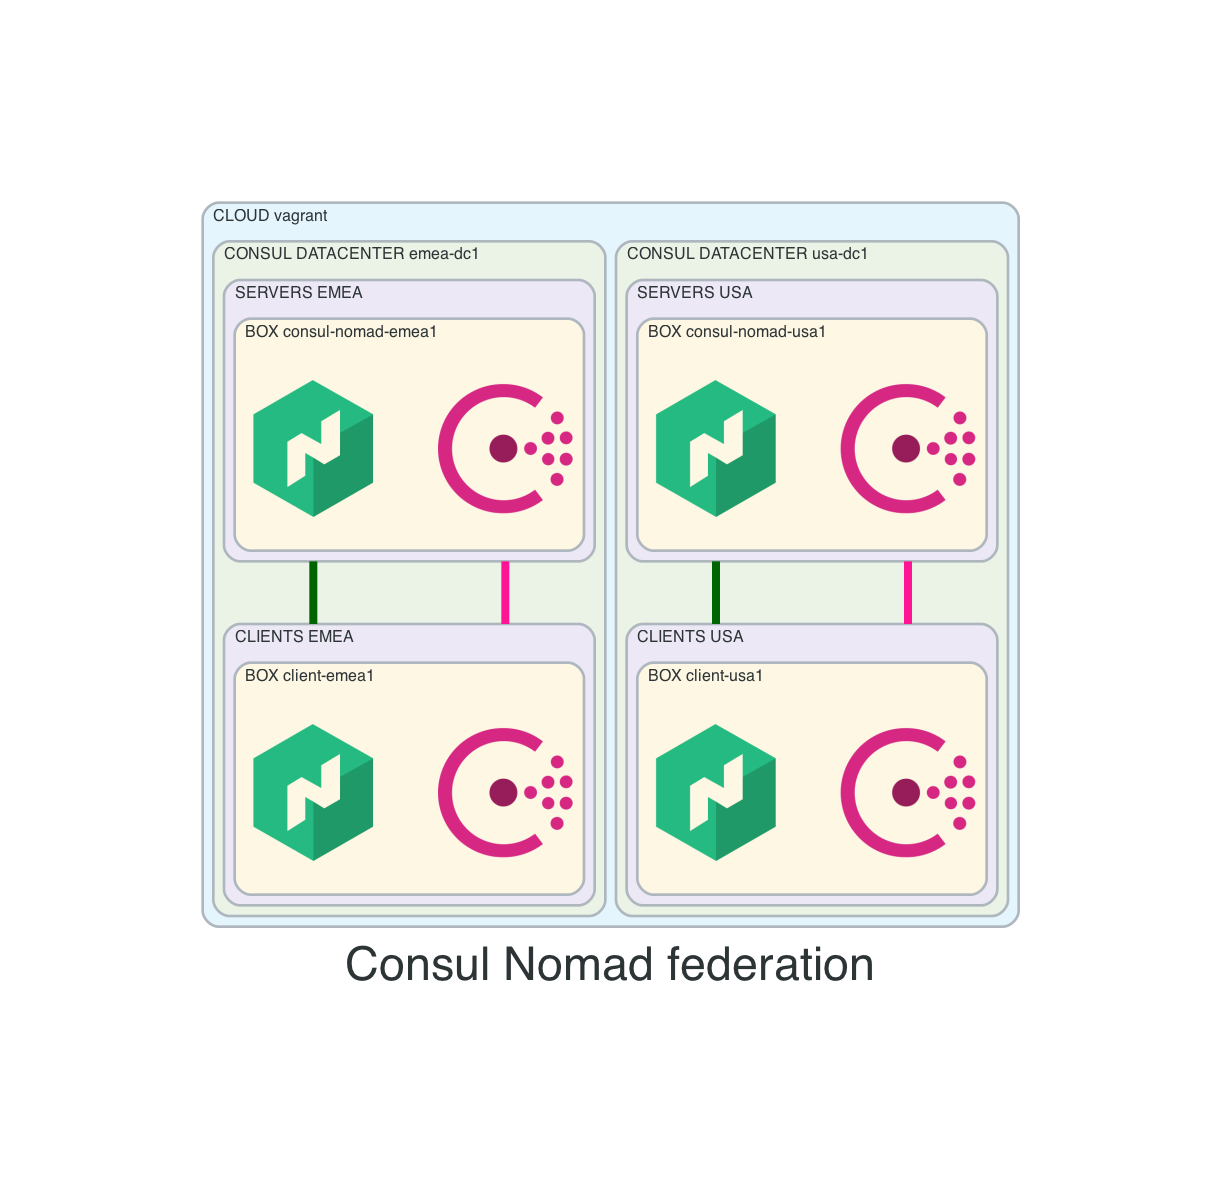 CLOUD vagrant
CONSUL DATACENTER emea-dc1
SERVERS EMEA
BOX consul-nomad-emea1
CLIENTS EMEA
BOX client-emea1
CONSUL DATACENTER usa-dc1
SERVERS USA
BOX consul-nomad-usa1
CLIENTS USA
BOX client-usa1
Consul Nomad federation